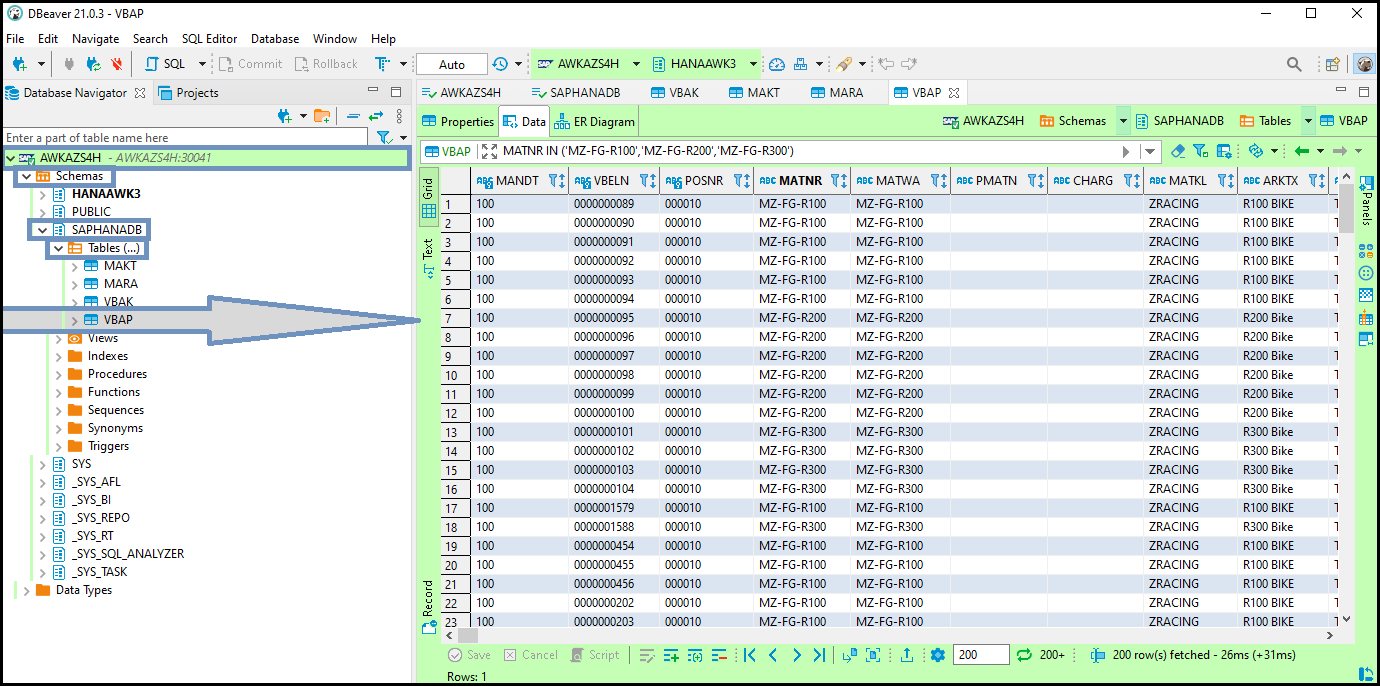 DBeaver 21.0.3 - VBAP
File Edit Navigate Search SQL Editor Database Window Help
SQL Commit Rollback Auto AWKAZS4H HANAAWK3
Database Navigator Projects
AWKAZS4H SAPHANADB VBAK MAKT MARA VBAP
Enter a part of table name here
AWKAZS4H - AWKAZS4H:30041
Schemas
HANAAWK3
PUBLIC
SAPHANADB
Tables (...)
MAKT
MARA
VBAK
VBAP
Views
Indexes
Procedures
Functions
Sequences
Synonyms
Triggers
SYS
_SYS_AFL
_SYS_BI
_SYS_REPO
_SYS_RT
_SYS_SQL_ANALYZER
_SYS_TASK
Data Types
Properties Data ER Diagram AWKAZS4H Schemas SAPHANADB Tables VBAP
VBAP MATNR IN ('MZ-FG-R100','MZ-FG-R200','MZ-FG-R300')
Grid
Text
Record
Panels
MANDT VBELN POSNR ABC MATNR ABC MATWA ABC PMATN ABC CHARG ABC MATKL ABC ARKTX
1 100 0000000089 000010 MZ-FG-R100 MZ-FG-R100 ZRACING R100 BIKE
2 100 0000000090 000010 MZ-FG-R100 MZ-FG-R100 ZRACING R100 BIKE
3 100 0000000091 000010 MZ-FG-R100 MZ-FG-R100 ZRACING R100 BIKE
4 100 0000000092 000010 MZ-FG-R100 MZ-FG-R100 ZRACING R100 BIKE
5 100 0000000093 000010 MZ-FG-R100 MZ-FG-R100 ZRACING R100 BIKE
6 100 0000000094 000010 MZ-FG-R100 MZ-FG-R100 ZRACING R100 BIKE
7 100 0000000095 000010 MZ-FG-R200 MZ-FG-R200 ZRACING R200 Bike
8 100 0000000096 000010 MZ-FG-R200 MZ-FG-R200 ZRACING R200 Bike
9 100 0000000097 000010 MZ-FG-R200 MZ-FG-R200 ZRACING R200 Bike
10 100 0000000098 000010 MZ-FG-R200 MZ-FG-R200 ZRACING R200 Bike
11 100 0000000099 000010 MZ-FG-R200 MZ-FG-R200 ZRACING R200 Bike
12 100 0000000100 000010 MZ-FG-R200 MZ-FG-R200 ZRACING R200 Bike
13 100 0000000101 000010 MZ-FG-R300 MZ-FG-R300 ZRACING R300 Bike
14 100 0000000102 000010 MZ-FG-R300 MZ-FG-R300 ZRACING R300 Bike
15 100 0000000103 000010 MZ-FG-R300 MZ-FG-R300 ZRACING R300 Bike
16 100 0000000104 000010 MZ-FG-R300 MZ-FG-R300 ZRACING R300 Bike
17 100 0000001579 000010 MZ-FG-R100 MZ-FG-R100 ZRACING R100 BIKE
18 100 0000001588 000010 MZ-FG-R300 MZ-FG-R300 ZRACING R300 Bike
19 100 0000000454 000010 MZ-FG-R100 MZ-FG-R100 ZRACING R100 BIKE
20 100 0000000455 000010 MZ-FG-R100 MZ-FG-R100 ZRACING R100 BIKE
21 100 0000000456 000010 MZ-FG-R100 MZ-FG-R100 ZRACING R100 BIKE
22 100 0000000202 000010 MZ-FG-R100 MZ-FG-R100 ZRACING R100 BIKE
23 100 0000000203 000010 MZ-FG-R100 MZ-FG-R100 ZRACING R100 BIKE
Save Cancel Script 200 200+ 200 row(s) fetched - 26ms (+31ms)
Rows: 1